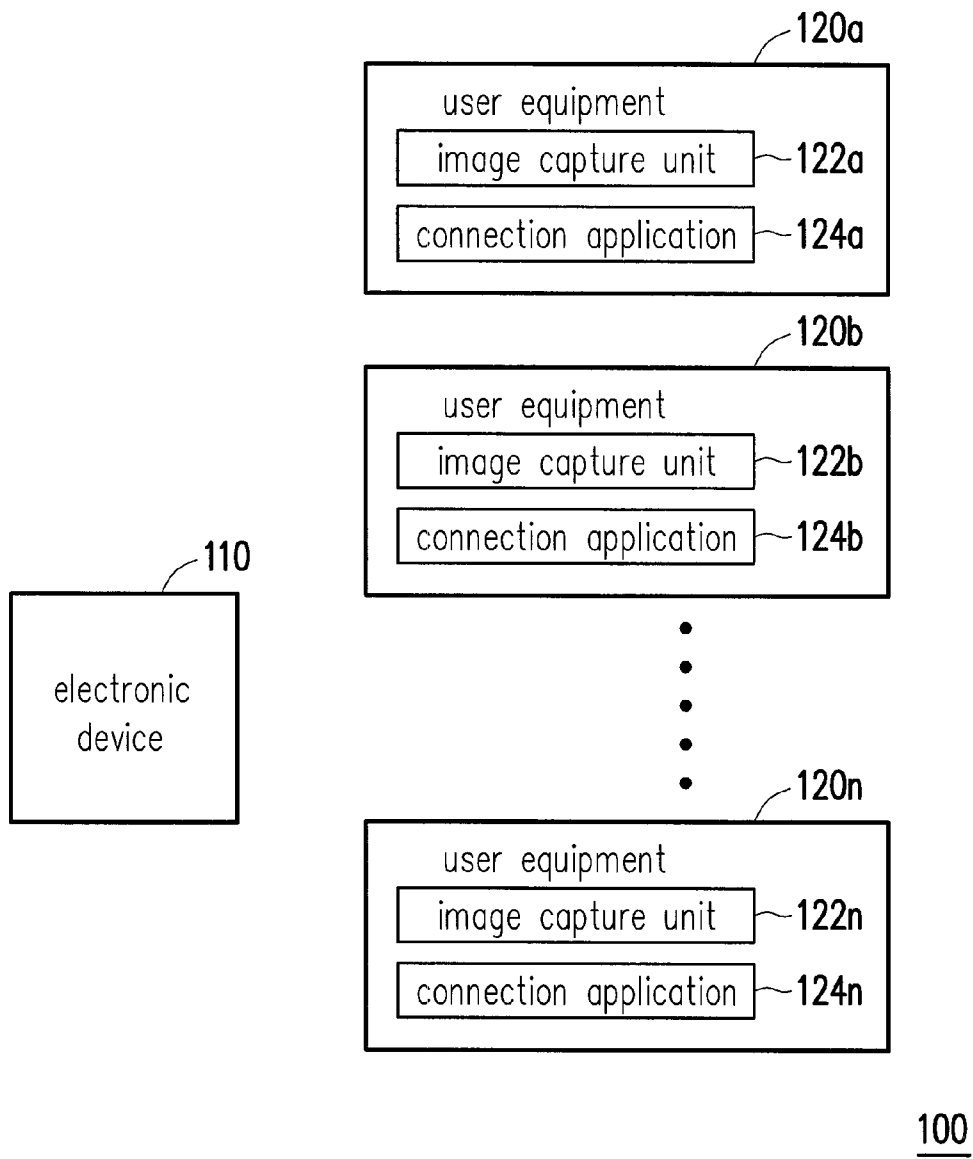 120a
user equipment
image capture unit
122a
connection application
124a
120b
user equipment
image capture unit
122b
connection application
124b
110
electronic
device
120n
user equipment
image capture unit
122n
connection application
124n
100